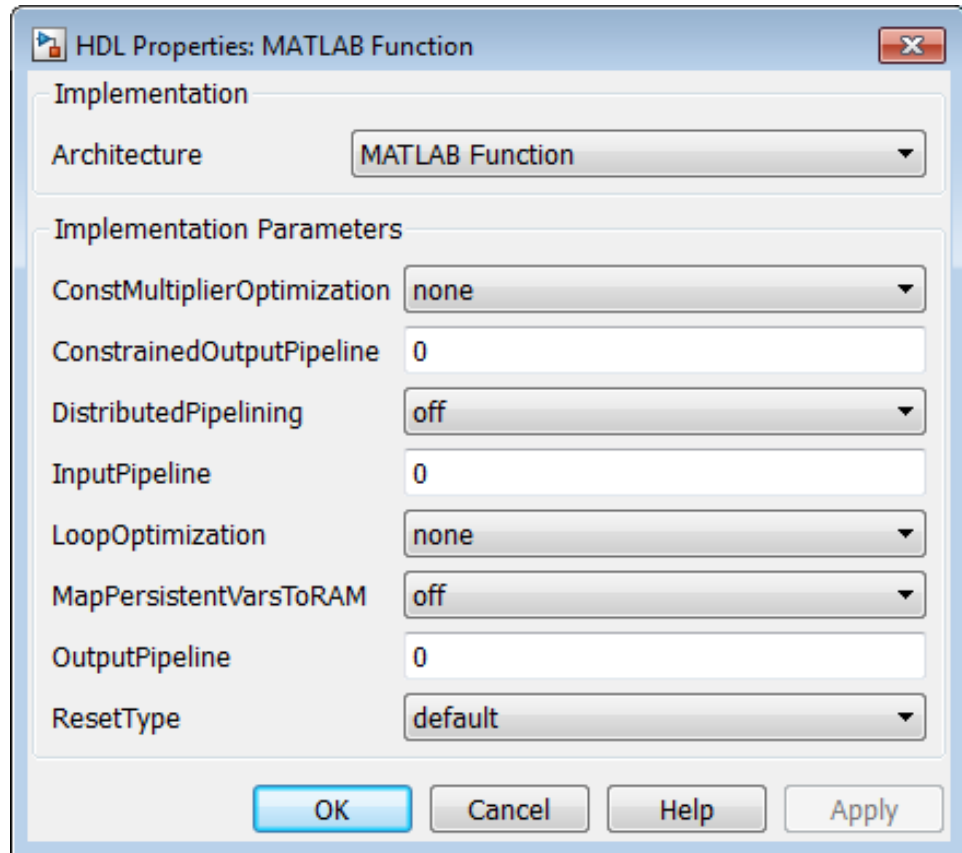 HDL Properties: MATLAB Function
Implementation
Architecture MATLAB Function
Implementation Parameters
ConstMultiplierOptimization none
ConstrainedOutputPipeline 0
DistributedPipelining off
InputPipeline 0
LoopOptimization none
MapPersistentVarsToRAM off
OutputPipeline 0
ResetType default
OK Cancel Help Apply